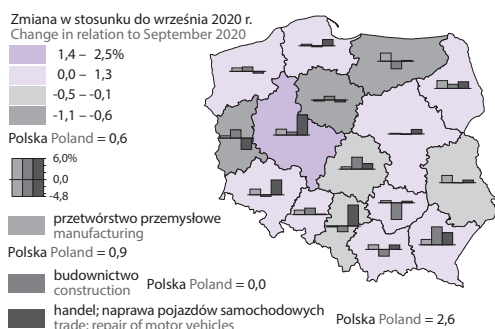 Zmiana w stosunku do września 2020 r.
Change in relation to September 2020
1,4 – 2,5%
0,0 – 1,3
-0,5 – -0,1
-1,1 – -0,6
Polska Poland = 0,6
6,0%
0,0
-4,8
przetwórstwo przemysłowe
manufacturing
Polska Poland = 0,9
budownictwo
construction
Polska Poland = 0,0
handel; naprawa pojazdów samochodowych
trade; repair of motor vehicles
Polska Poland = 2,6